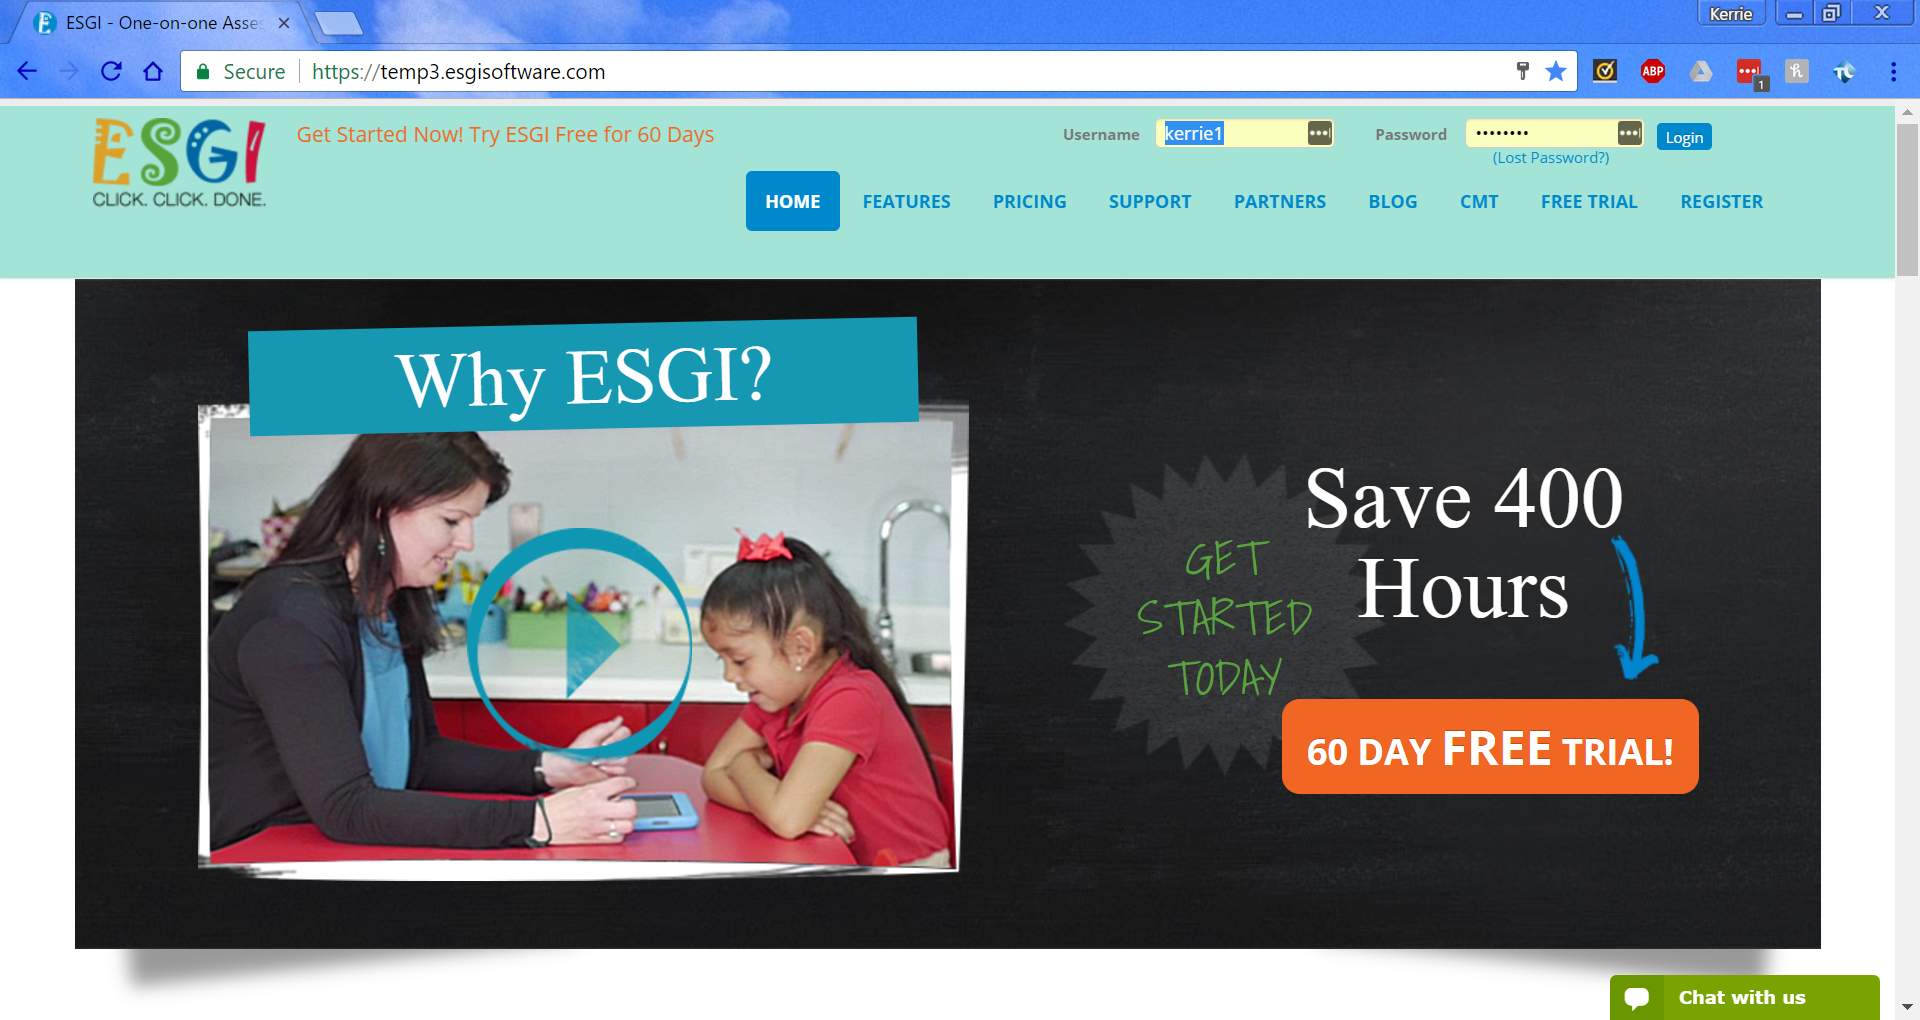 ESGI - One-on-one Asses
Kerrie
Secure
https://temp3.esgisoftware.com
ABP
1
ESGI
CLICK. CLICK. DONE.
Get Started Now! Try ESGI Free for 60 Days
Username
kerrie1
Password
Login
(Lost Password?)
HOME
FEATURES
PRICING
SUPPORT
PARTNERS
BLOG
CMT
FREE TRIAL
REGISTER
Why ESGI?
GET
STARTED
TODAY
Save 400
Hours
60 DAY FREE TRIAL!
Chat with us